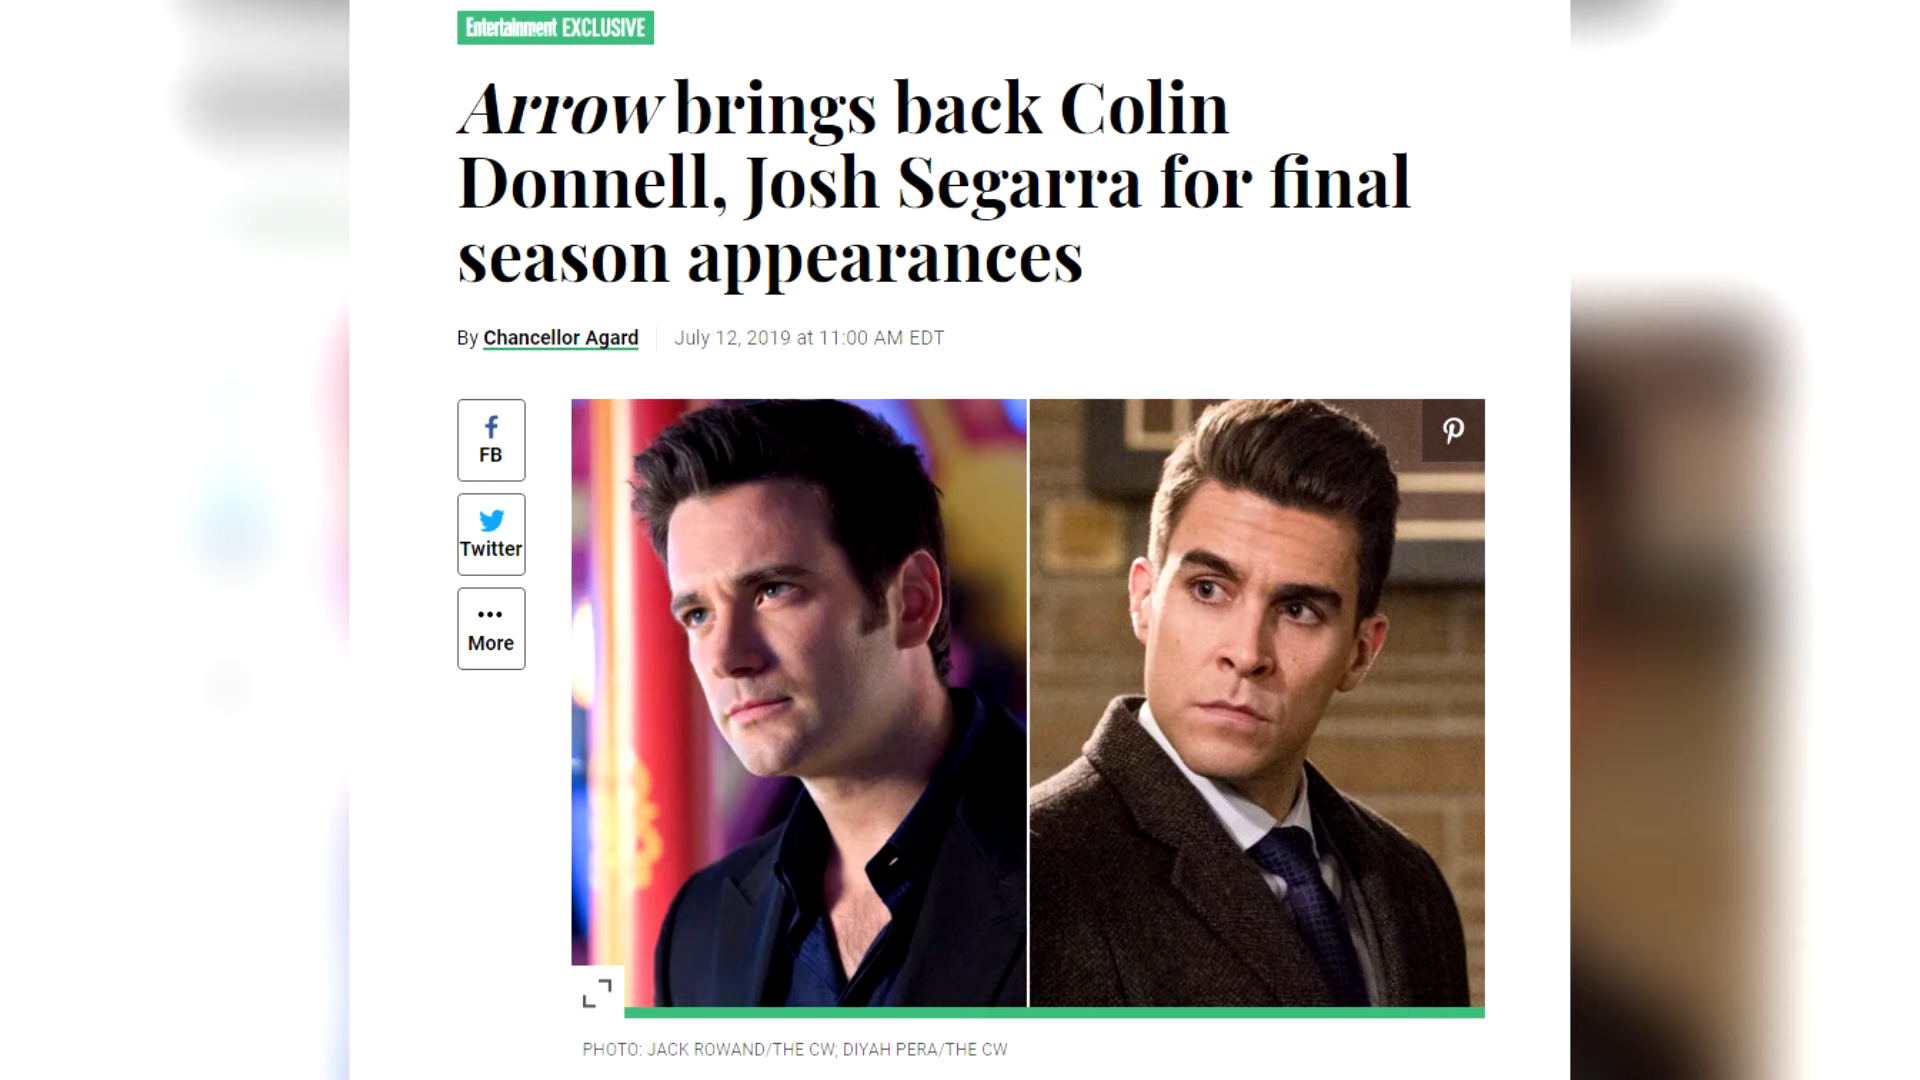 Entertainment EXCLUSIVE
Arrow brings back Colin
Donnell, Josh Segarra for final
season appearances
By Chancellor Agard July 12, 2019 at 11:00 AM EDT
FB
Twitter
More
PHOTO: JACK ROWAND/THE CW; DIYAH PERA/THE CW